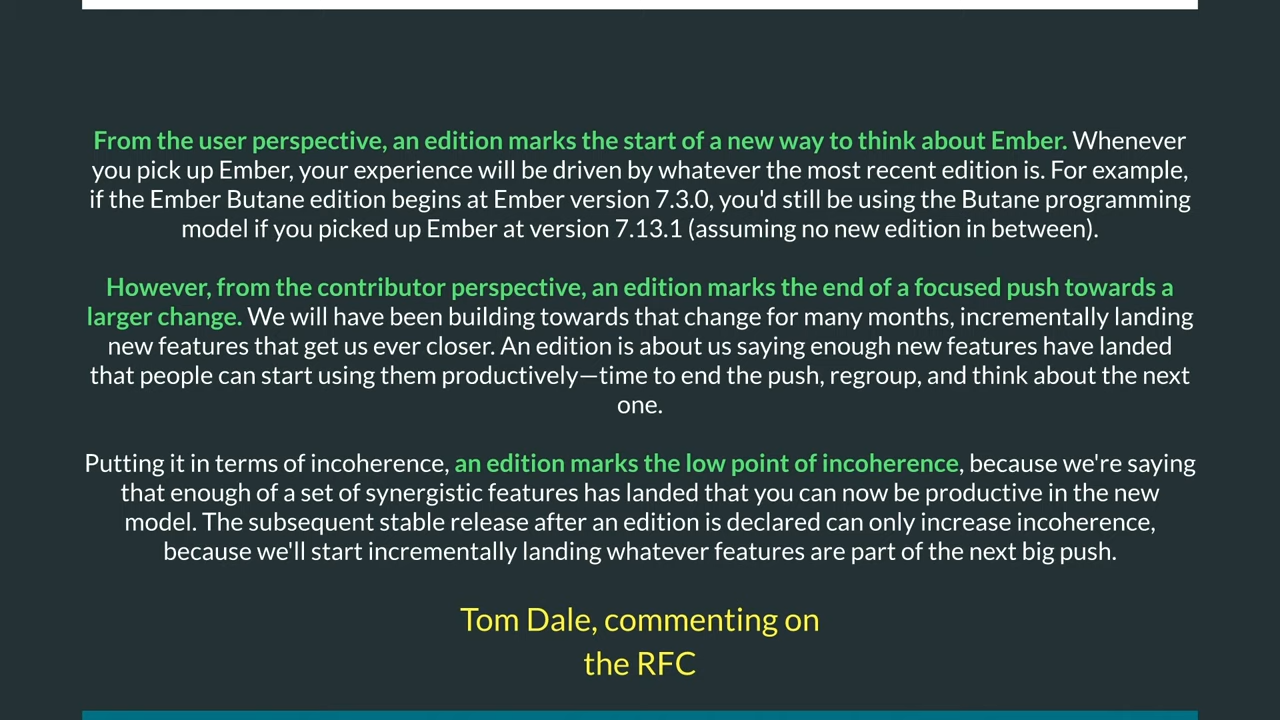 From the user perspective, an edition marks the start of a new way to think about Ember. Whenever
you pick up Ember, your experience will be driven by whatever the most recent edition is. For example,
if the Ember Butane edition begins at Ember version 7.3.0, you'd still be using the Butane programming
model if you picked up Ember at version 7.13.1 (assuming no new edition in between).
However, from the contributor perspective, an edition marks the end of a focused push towards a
larger change. We will have been building towards that change for many months, incrementally landing
new features that get us ever closer. An edition is about us saying enough new features have landed
that people can start using them productively—time to end the push, regroup, and think about the next
one.
Putting it in terms of incoherence, an edition marks the low point of incoherence, because we're saying
that enough of a set of synergistic features has landed that you can now be productive in the new
model. The subsequent stable release after an edition is declared can only increase incoherence,
because we'll start incrementally landing whatever features are part of the next big push.
Tom Dale, commenting on
the RFC